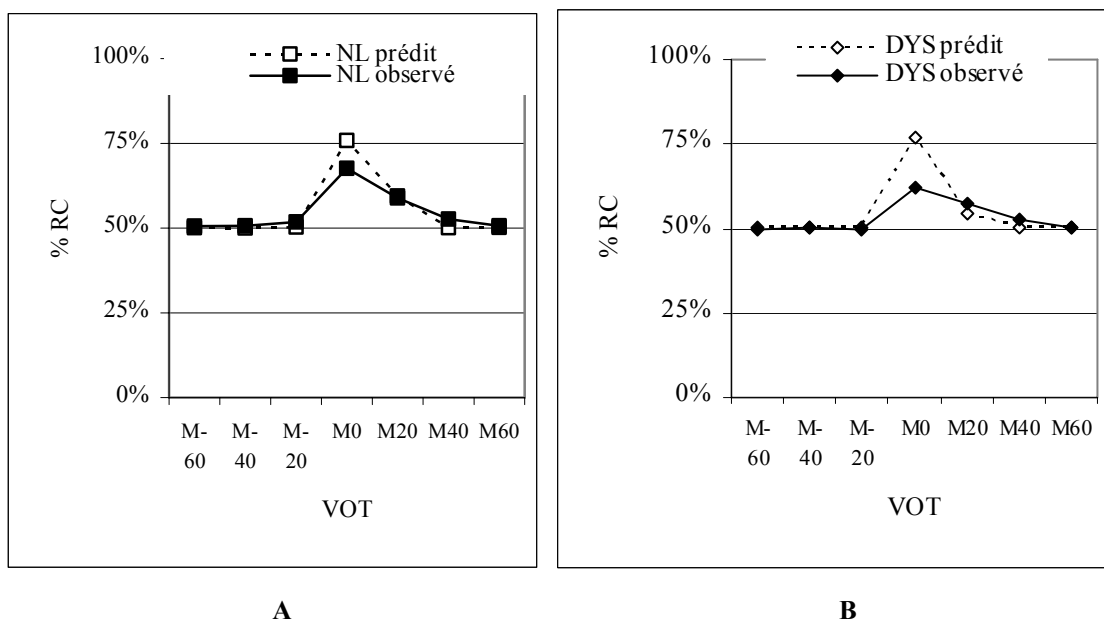 100%
NL prédit
NL observé
75%
50%
25%
0%
% RC
M-60
M-40
M-20
M0
M20
M40
M60
VOT
A
100%
DYS prédit
DYS observé
75%
50%
25%
0%
% RC
M-60
M-40
M-20
M0
M20
M40
M60
VOT
B